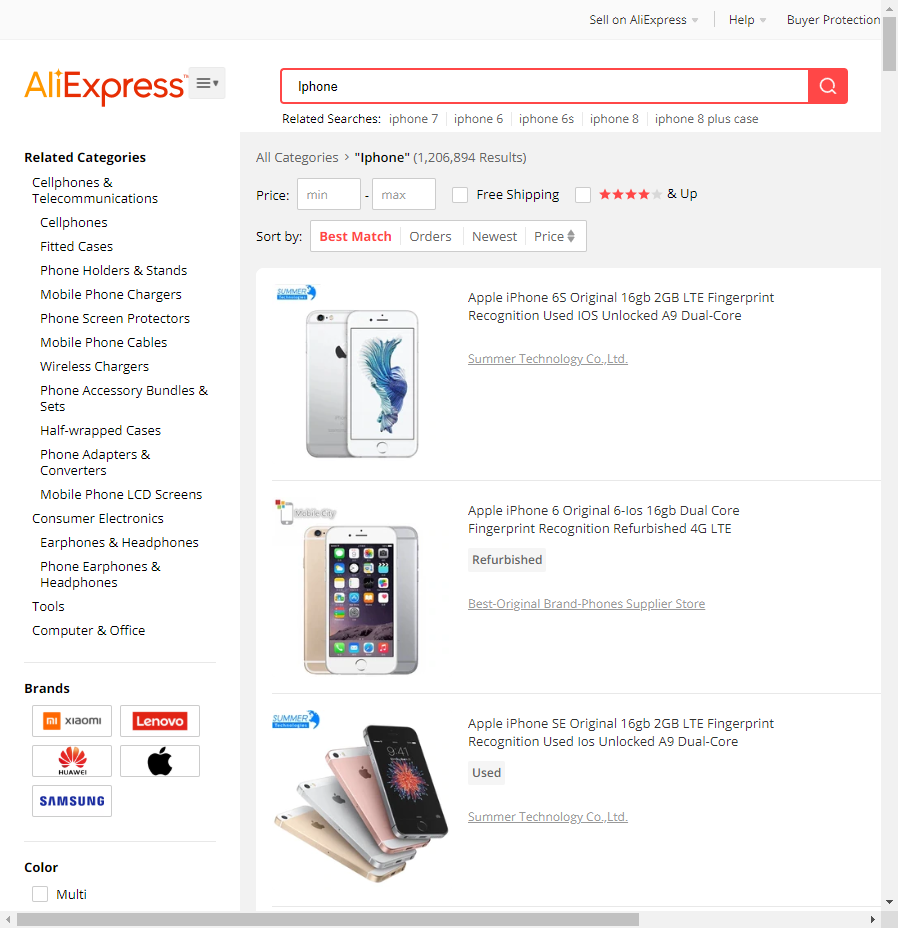 Sell on AliExpress
Help
Buyer Protection
AliExpress™
Iphone
Related Searches: iphone 7 iphone 6 iphone 6s iphone 8 iphone 8 plus case
Related Categories
Cellphones &
Telecommunications
Cellphones
Fitted Cases
Phone Holders & Stands
Mobile Phone Chargers
Phone Screen Protectors
Mobile Phone Cables
Wireless Chargers
Phone Accessory Bundles &
Sets
Half-wrapped Cases
Phone Adapters &
Converters
Mobile Phone LCD Screens
Consumer Electronics
Earphones & Headphones
Phone Earphones &
Headphones
Tools
Computer & Office
Brands
mi xiaomi
Lenovo
HUAWEI
SAMSUNG
Color
Multi
All Categories > "Iphone" (1,206,894 Results)
Price: min - max Free Shipping & Up
Sort by: Best Match Orders Newest Price
SUMMER
Technologies
Apple iPhone 6S Original 16gb 2GB LTE Fingerprint
Recognition Used IOS Unlocked A9 Dual-Core
Summer Technology Co.,Ltd.
Mobile City
Apple iPhone 6 Original 6-Ios 16gb Dual Core
Fingerprint Recognition Refurbished 4G LTE
Refurbished
Best-Original Brand-Phones Supplier Store
SUMMER
Technologies
9:41
Apple iPhone SE Original 16gb 2GB LTE Fingerprint
Recognition Used Ios Unlocked A9 Dual-Core
Used
Summer Technology Co.,Ltd.